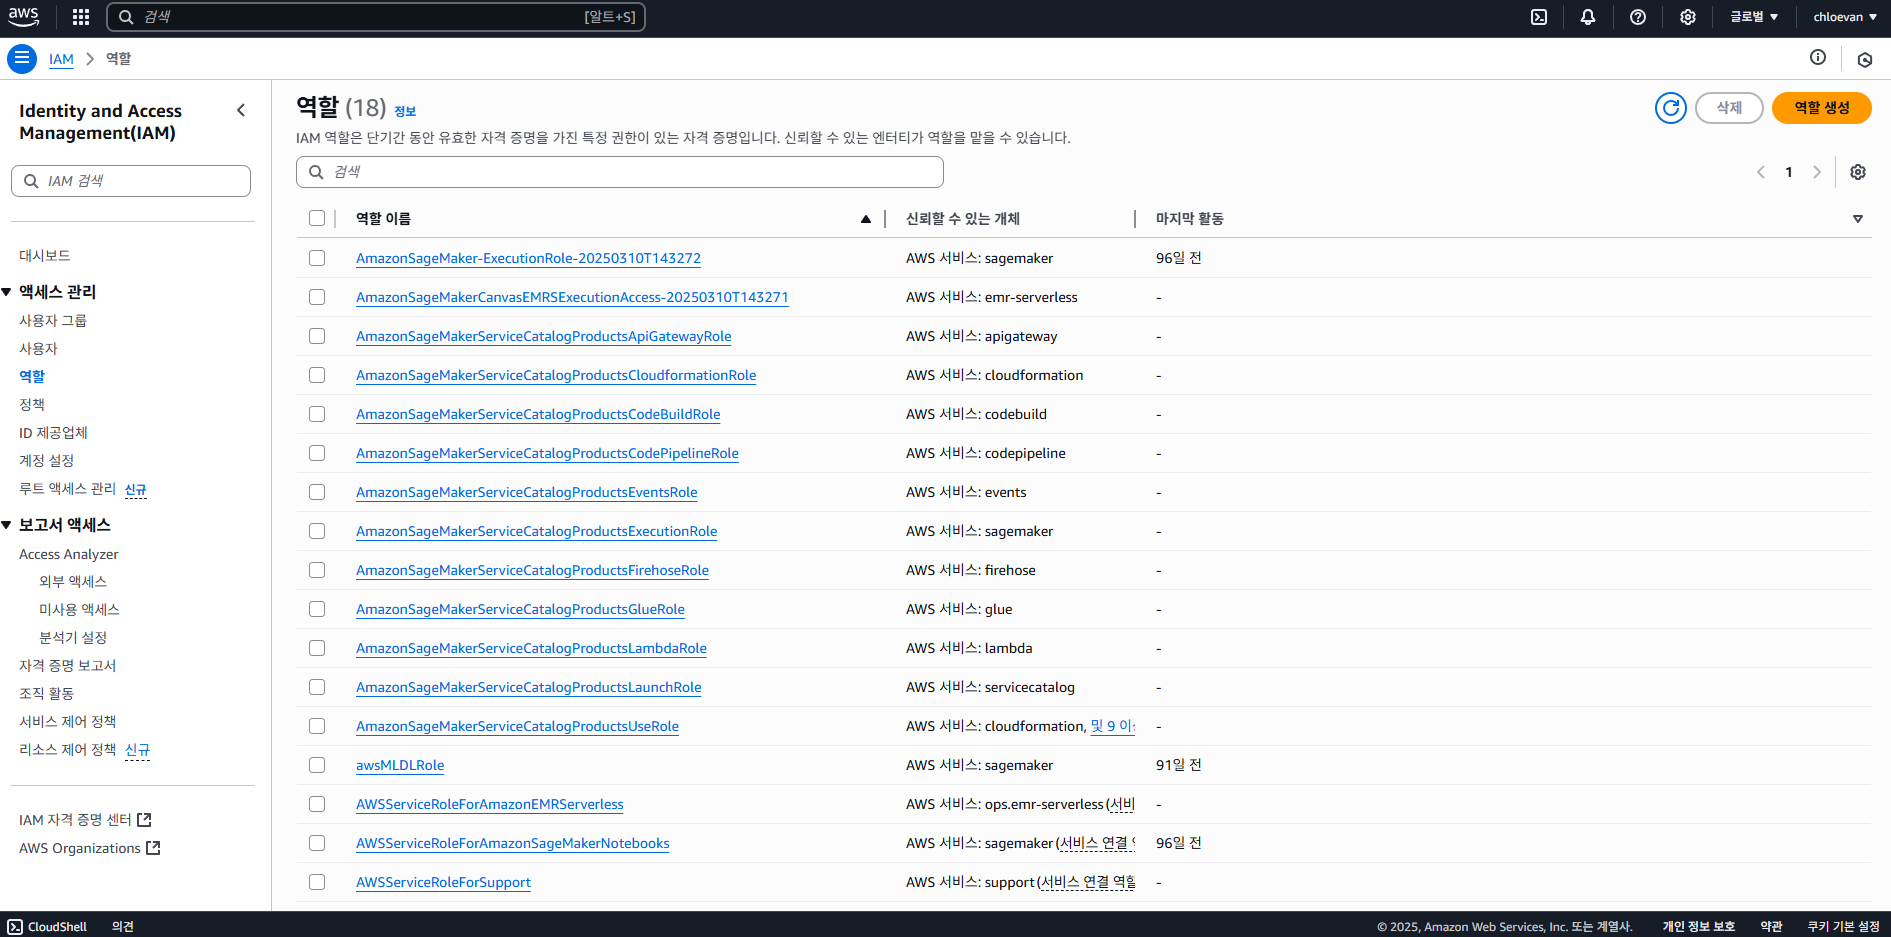 aws
검색
[알트+S]
글로벌
chloevan
IAM
역할
Identity and Access
Management(IAM)
IAM 검색
대시보드
액세스 관리
사용자 그룹
사용자
역할
정책
ID 제공업체
계정 설정
루트 액세스 관리 신규
보고서 액세스
Access Analyzer
외부 액세스
미사용 액세스
분석기 설정
자격 증명 보고서
조직 활동
서비스 제어 정책
리소스 제어 정책 신규
IAM 자격 증명 센터
AWS Organizations
역할 (18) 정보
삭제
역할 생성
IAM 역할은 단기간 동안 유효한 자격 증명을 가진 특정 권한이 있는 자격 증명입니다. 신뢰할 수 있는 엔터티가 역할을 맡을 수 있습니다.
검색
1
역할 이름 신뢰할 수 있는 개체 마지막 활동
AmazonSageMaker-ExecutionRole-20250310T143272 AWS 서비스: sagemaker 96일 전
AmazonSageMakerCanvasEMRSExecutionAccess-20250310T143271 AWS 서비스: emr-serverless -
AmazonSageMakerServiceCatalogProductsApiGatewayRole AWS 서비스: apigateway -
AmazonSageMakerServiceCatalogProductsCloudformationRole AWS 서비스: cloudformation -
AmazonSageMakerServiceCatalogProductsCodeBuildRole AWS 서비스: codebuild -
AmazonSageMakerServiceCatalogProductsCodePipelineRole AWS 서비스: codepipeline -
AmazonSageMakerServiceCatalogProductsEventsRole AWS 서비스: events -
AmazonSageMakerServiceCatalogProductsExecutionRole AWS 서비스: sagemaker -
AmazonSageMakerServiceCatalogProductsFirehoseRole AWS 서비스: firehose -
AmazonSageMakerServiceCatalogProductsGlueRole AWS 서비스: glue -
AmazonSageMakerServiceCatalogProductsLambdaRole AWS 서비스: lambda -
AmazonSageMakerServiceCatalogProductsLaunchRole AWS 서비스: servicecatalog -
AmazonSageMakerServiceCatalogProductsUseRole AWS 서비스: cloudformation, 및 9 이 -
awsMLDLRole AWS 서비스: sagemaker 91일 전
AWSServiceRoleForAmazonEMRServerless AWS 서비스: ops.emr-serverless(서비 -
AWSServiceRoleForAmazonSageMakerNotebooks AWS 서비스: sagemaker(서비스 연결 96일 전
AWSServiceRoleForSupport AWS 서비스: support(서비스 연결 역할 -
CloudShell
의견
© 2025, Amazon Web Services, Inc. 또는 계열사.
개인 정보 보호
약관
쿠키 기본 설정